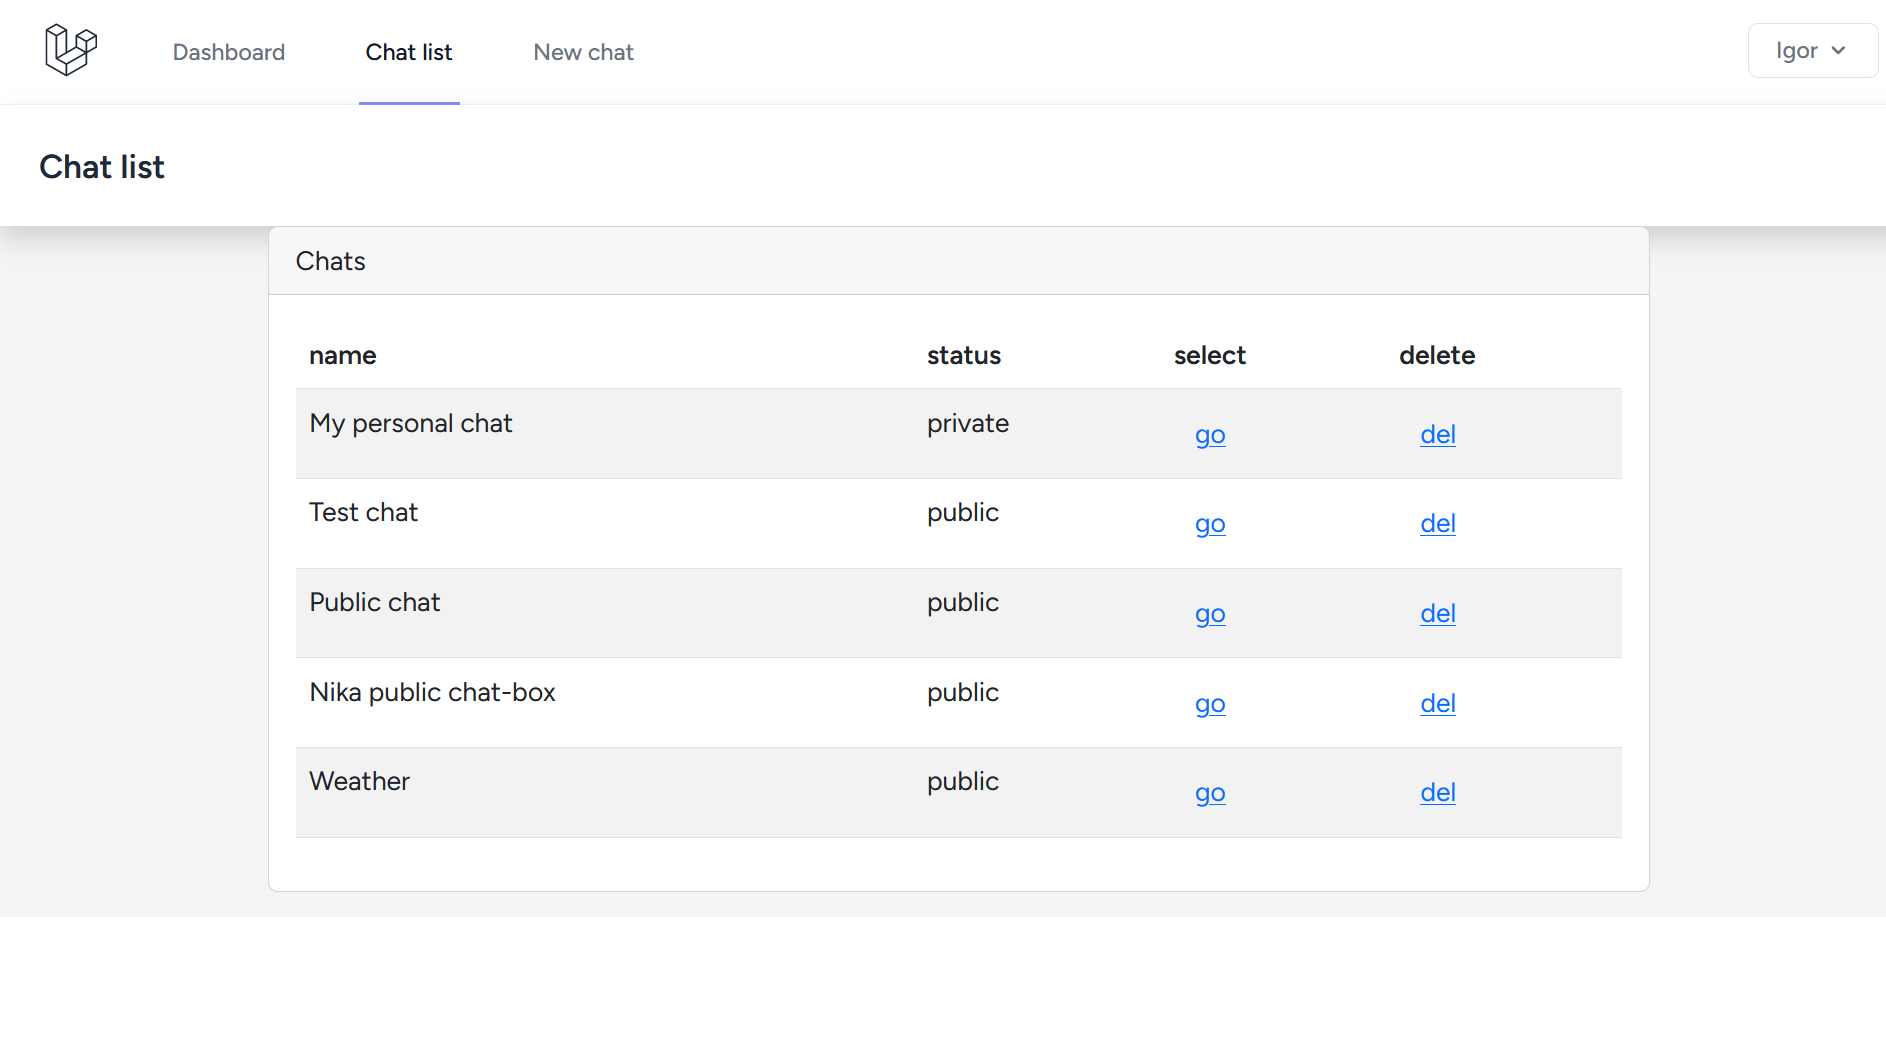 Dashboard Chat list New chat Igor
Chat list
Chats
name status select delete
My personal chat private go del
Test chat public go del
Public chat public go del
Nika public chat-box public go del
Weather public go del